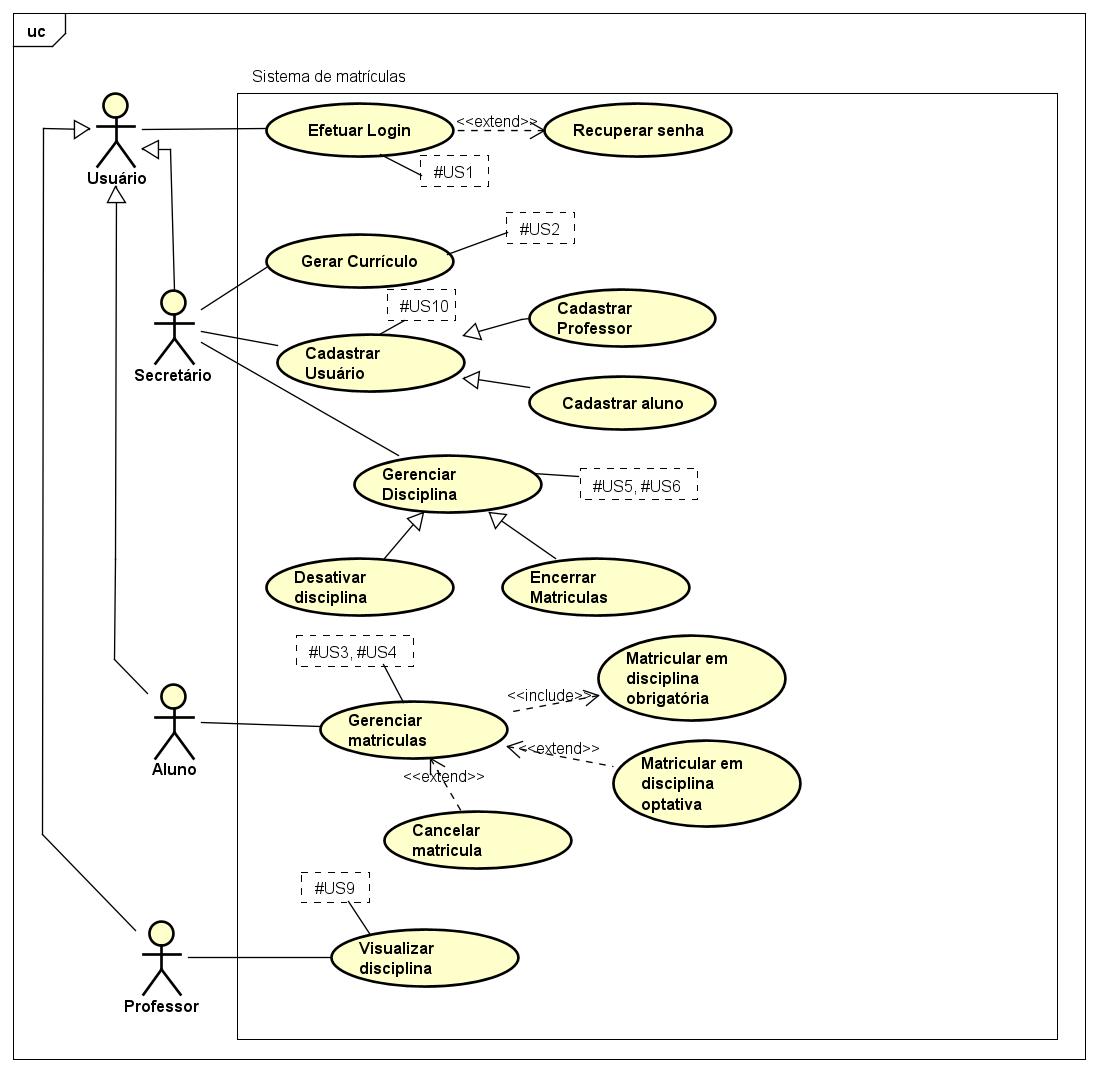 uc
Sistema de matrículas
Efetuar Login
<<extend>>
Recuperar senha
#US1
Usuário
#US2
Gerar Currículo
#US10
Cadastrar
Professor
Cadastrar
Usuário
Secretário
Cadastrar aluno
Gerenciar
Disciplina
#US5, #US6
Desativar
disciplina
Encerrar
Matriculas
#US3, #US4
Matricular em
disciplina
obrigatória
<<include>>
Gerenciar
matriculas
<<extend>>
Aluno
Matricular em
disciplina
optativa
<<extend>>
Cancelar
matricula
#US9
Visualizar
disciplina
Professor